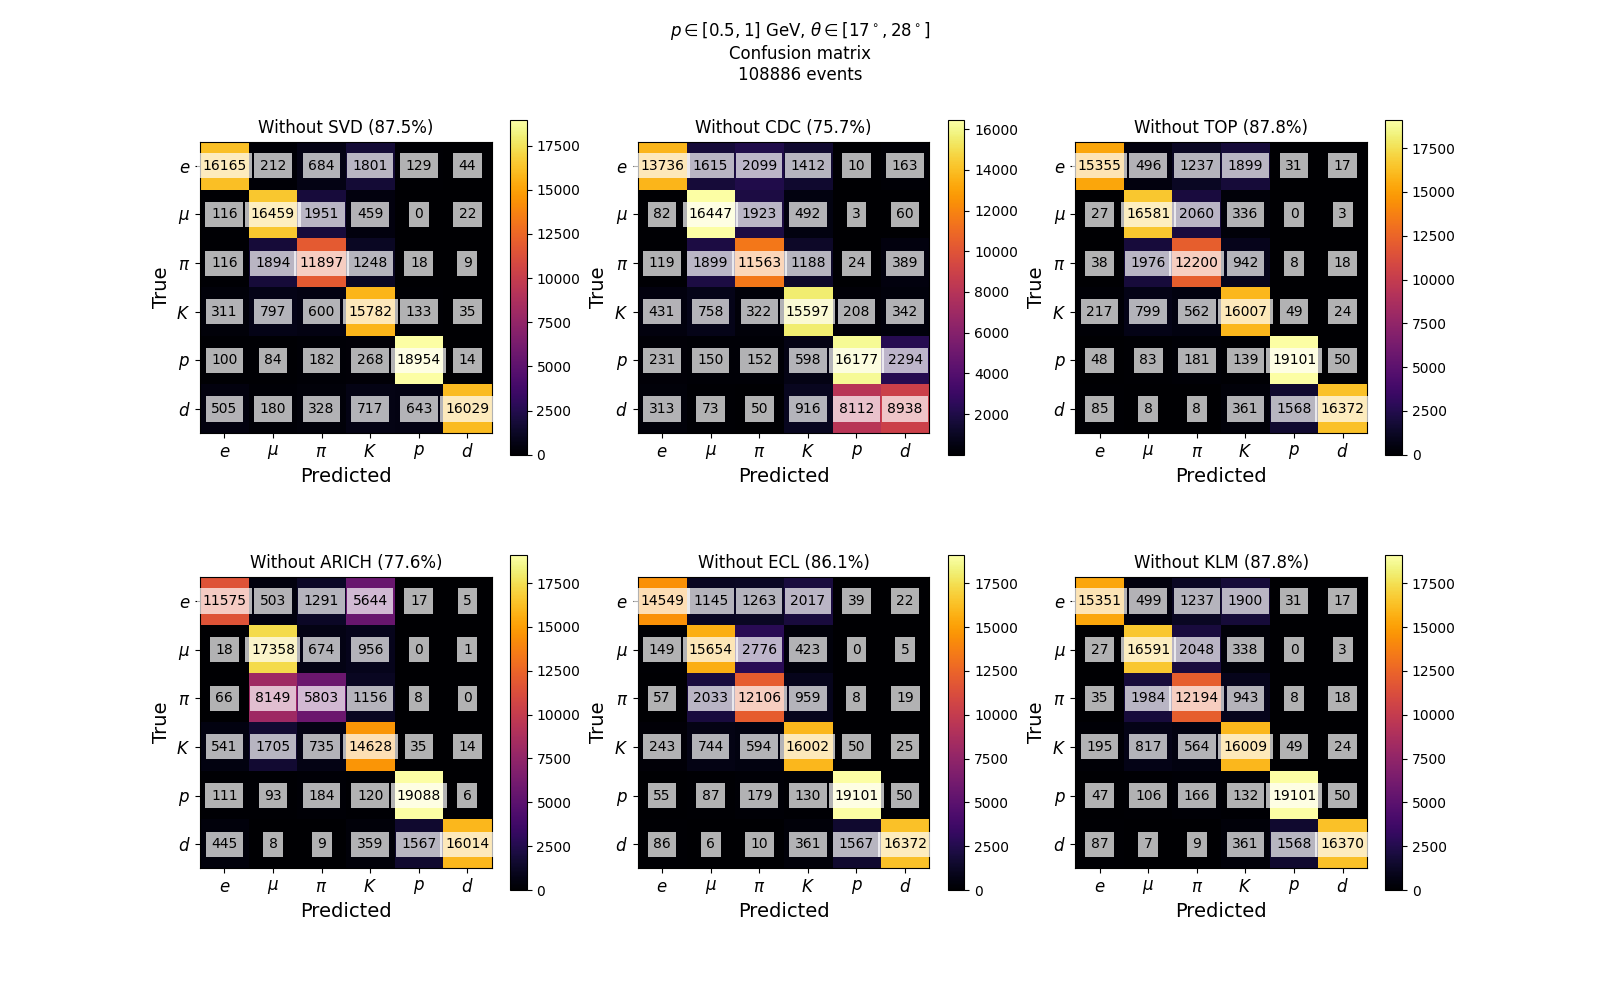 p ∈ [0.5, 1] GeV, θ ∈ [17°, 28°]
Confusion matrix
108886 events
Without SVD (87.5%)
e 16165 212 684 1801 129 44
μ 116 16459 1951 459 0 22
π 116 1894 11897 1248 18 9
K 311 797 600 15782 133 35
p 100 84 182 268 18954 14
d 505 180 328 717 643 16029
e μ π K p d
Predicted
True
17500
15000
12500
10000
7500
5000
2500
0
Without CDC (75.7%)
e 13736 1615 2099 1412 10 163
μ 82 16447 1923 492 3 60
π 119 1899 11563 1188 24 389
K 431 758 322 15597 208 342
p 231 150 152 598 16177 2294
d 313 73 50 916 8112 8938
e μ π K p d
Predicted
True
16000
14000
12000
10000
8000
6000
4000
2000
Without TOP (87.8%)
e 15355 496 1237 1899 31 17
μ 27 16581 2060 336 0 3
π 38 1976 12200 942 8 18
K 217 799 562 16007 49 24
p 48 83 181 139 19101 50
d 85 8 8 361 1568 16372
e μ π K p d
Predicted
True
17500
15000
12500
10000
7500
5000
2500
0
Without ARICH (77.6%)
e 11575 503 1291 5644 17 5
μ 18 17358 674 956 0 1
π 66 8149 5803 1156 8 0
K 541 1705 735 14628 35 14
p 111 93 184 120 19088 6
d 445 8 9 359 1567 16014
e μ π K p d
Predicted
True
17500
15000
12500
10000
7500
5000
2500
0
Without ECL (86.1%)
e 14549 1145 1263 2017 39 22
μ 149 15654 2776 423 0 5
π 57 2033 12106 959 8 19
K 243 744 594 16002 50 25
p 55 87 179 130 19101 50
d 86 6 10 361 1567 16372
e μ π K p d
Predicted
True
17500
15000
12500
10000
7500
5000
2500
0
Without KLM (87.8%)
e 15351 499 1237 1900 31 17
μ 27 16591 2048 338 0 3
π 35 1984 12194 943 8 18
K 195 817 564 16009 49 24
p 47 106 166 132 19101 50
d 87 7 9 361 1568 16370
e μ π K p d
Predicted
True
17500
15000
12500
10000
7500
5000
2500
0